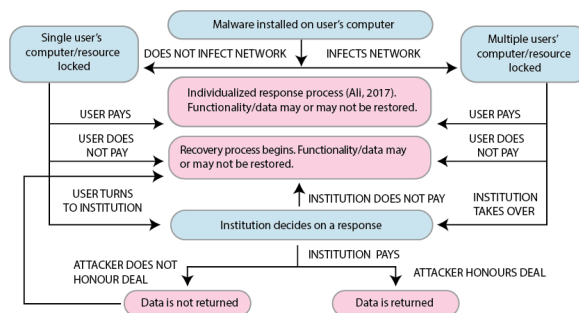 Single user's
computer/resource
locked
Malware installed on user's computer
Multiple users'
computer/resource
locked
DOES NOT INFECT NETWORK
INFECTS NETWORK
Individualized response process (Ali, 2017).
Functionality/data may or may not be restored.
USER PAYS
USER PAYS
USER DOES
NOT PAY
Recovery process begins. Functionality/data may
or may not be restored.
USER DOES
NOT PAY
USER TURNS
TO INSTITUTION
INSTITUTION DOES NOT PAY
INSTITUTION
TAKES OVER
Institution decides on a response
INSTITUTION PAYS
ATTACKER DOES NOT
HONOUR DEAL
ATTACKER HONOURS DEAL
Data is not returned
Data is returned